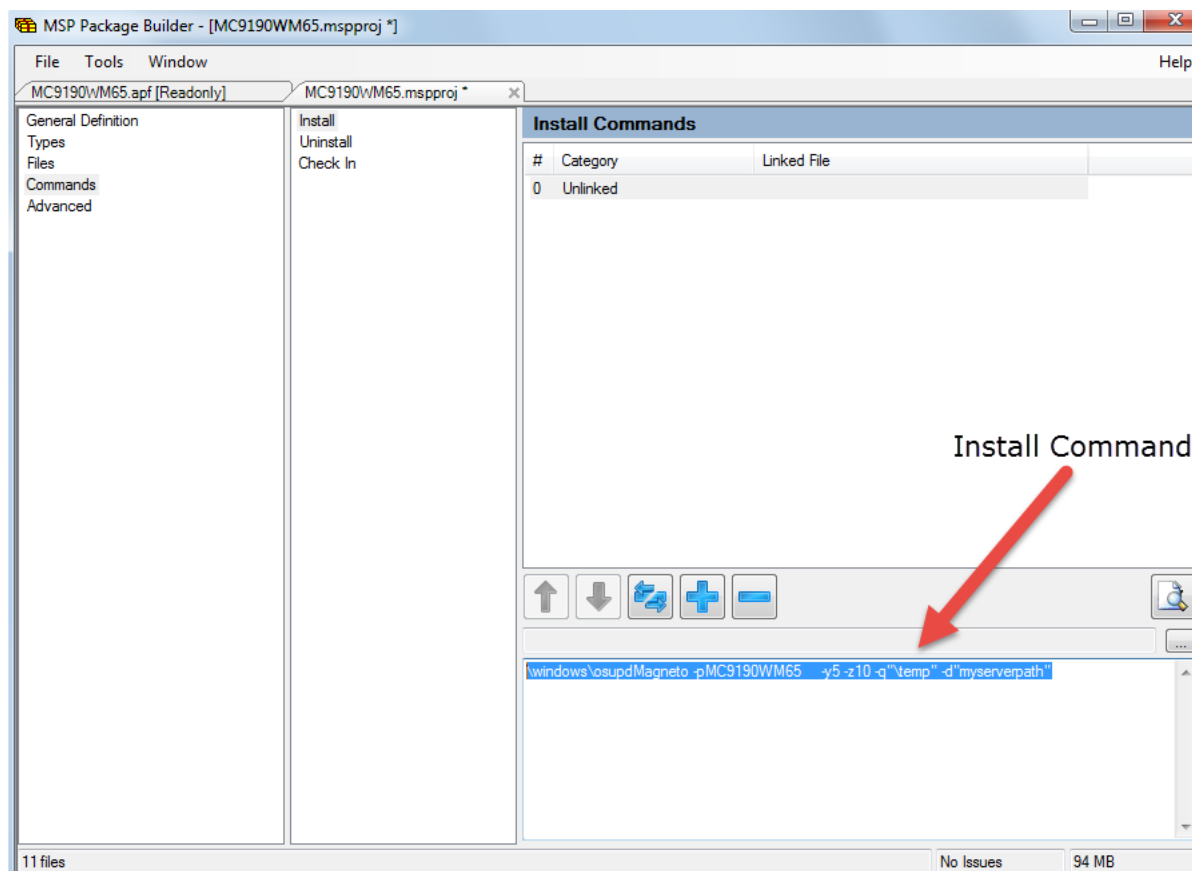 MSP Package Builder - [MC9190WM65.mspproj *]
File Tools Window Help
MC9190WM65.apf [Readonly] MC9190WM65.mspproj *
General Definition
Types
Files
Commands
Advanced
Install
Uninstall
Check In
Install Commands
# Category Linked File
0 Unlinked
Install Command
...
\windows\osupdMagneto -pMC9190WM65 -y5 -z10 -q"\temp" -d"myserverpath"
11 files No Issues 94 MB